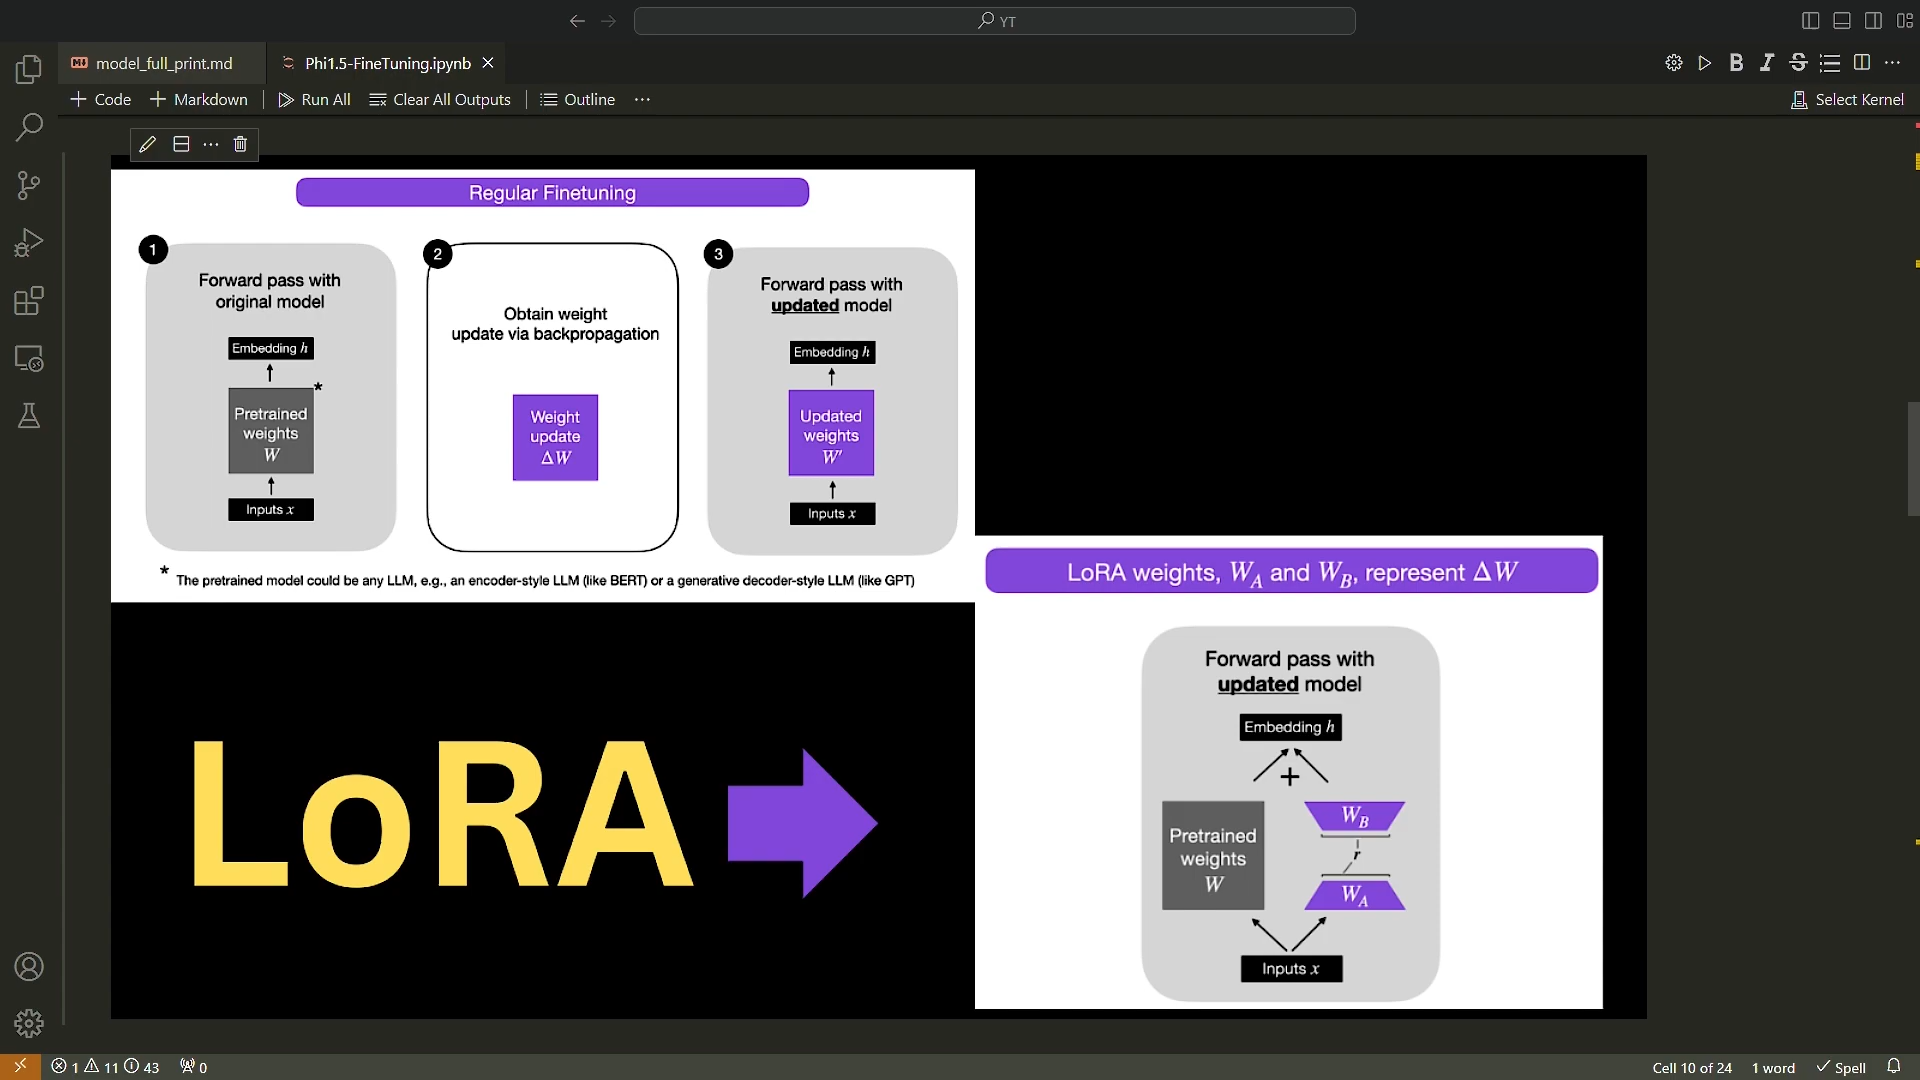 YT
model_full_print.md
Phi1.5-FineTuning.ipynb
Code
Markdown
Run All
Clear All Outputs
Outline
Select Kernel
Regular Finetuning
1
Forward pass with
original model
Embedding h
*
Pretrained
weights
W
Inputs x
2
Obtain weight
update via backpropagation
Weight
update
ΔW
3
Forward pass with
updated model
Embedding h
Updated
weights
W'
Inputs x
* The pretrained model could be any LLM, e.g., an encoder-style LLM (like BERT) or a generative decoder-style LLM (like GPT)
LoRA
LoRA weights, W_A and W_B, represent ΔW
Forward pass with
updated model
Embedding h
+
Pretrained
weights
W
W_B
r
W_A
Inputs x
1 11 43 0
Cell 10 of 24
1 word
Spell